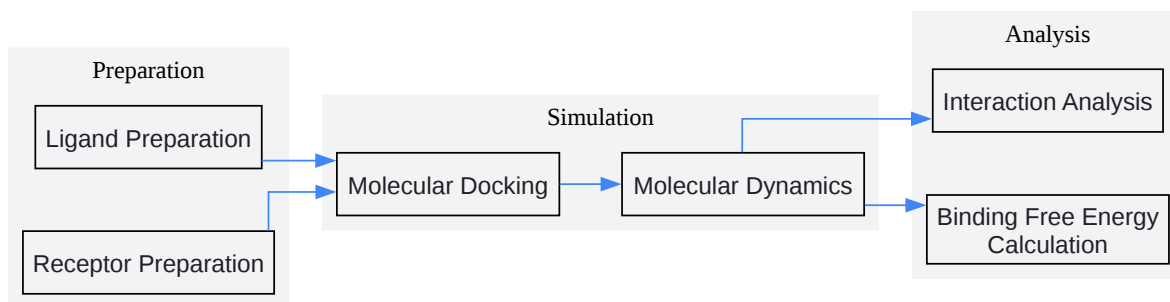 Preparation
Ligand Preparation
Receptor Preparation
Simulation
Molecular Docking
Molecular Dynamics
Analysis
Interaction Analysis
Binding Free Energy
Calculation